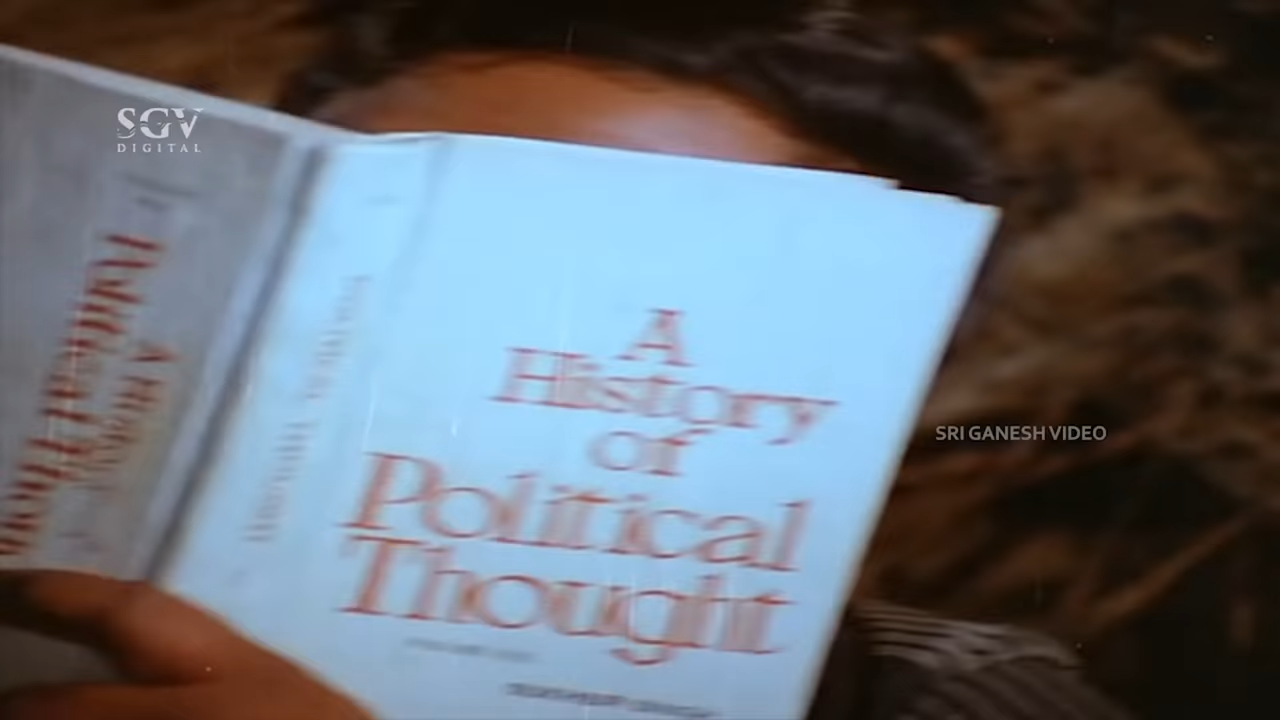 SGV
DIGITAL
A
History
of
Political
Thought
SRI GANESH VIDEO